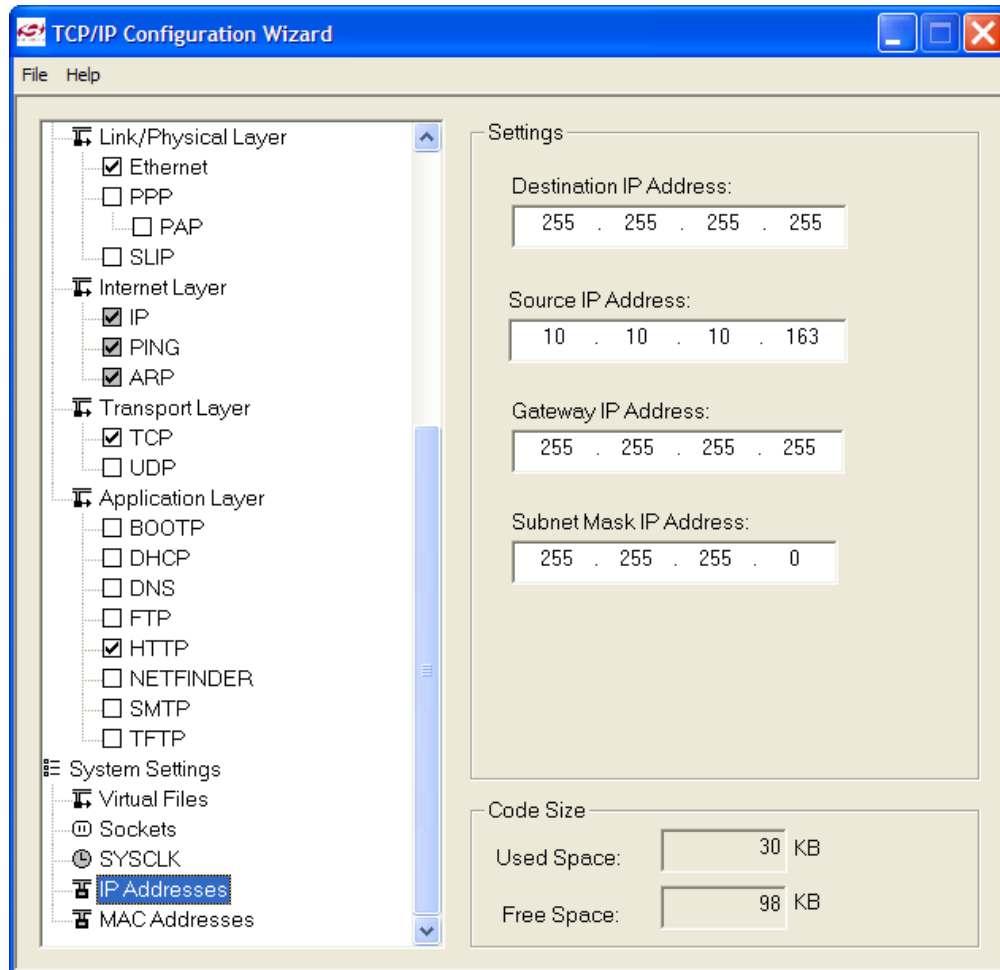 TCP/IP Configuration Wizard
File Help
Link/Physical Layer
Ethernet
PPP
PAP
SLIP
Internet Layer
IP
PING
ARP
Transport Layer
TCP
UDP
Application Layer
BOOTP
DHCP
DNS
FTP
HTTP
NETFINDER
SMTP
TFTP
System Settings
Virtual Files
Sockets
SYSCLK
IP Addresses
MAC Addresses
Settings
Destination IP Address:
255 . 255 . 255 . 255
Source IP Address:
10 . 10 . 10 . 163
Gateway IP Address:
255 . 255 . 255 . 255
Subnet Mask IP Address:
255 . 255 . 255 . 0
Code Size
Used Space: 30 KB
Free Space: 98 KB